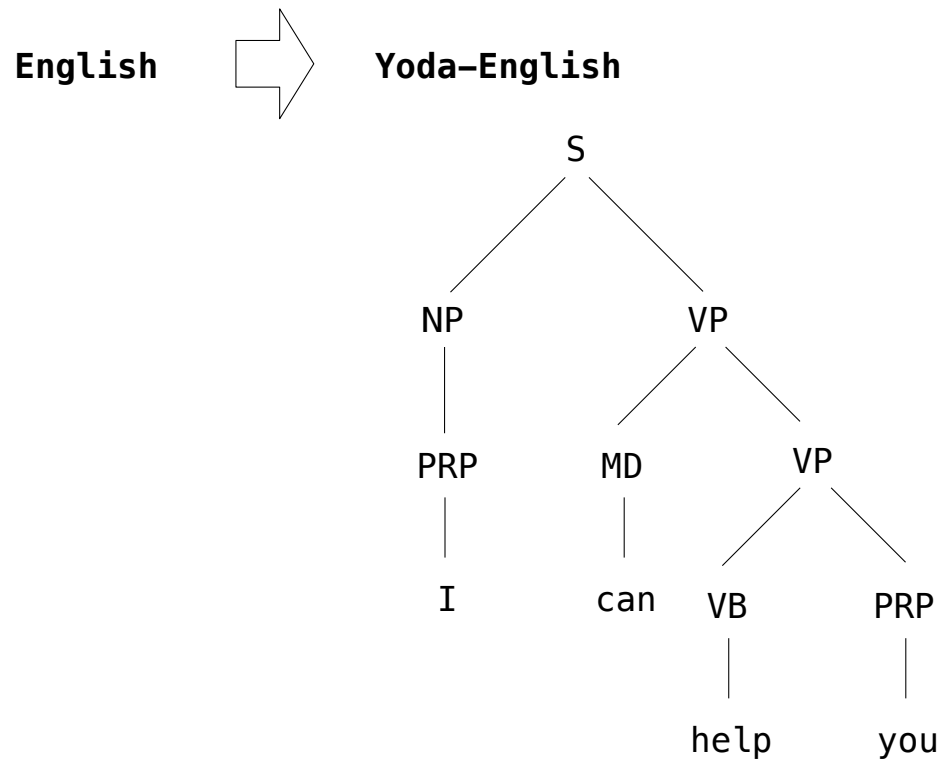 English Yoda–English
S
NP VP
PRP MD VP
I can VB PRP
help you